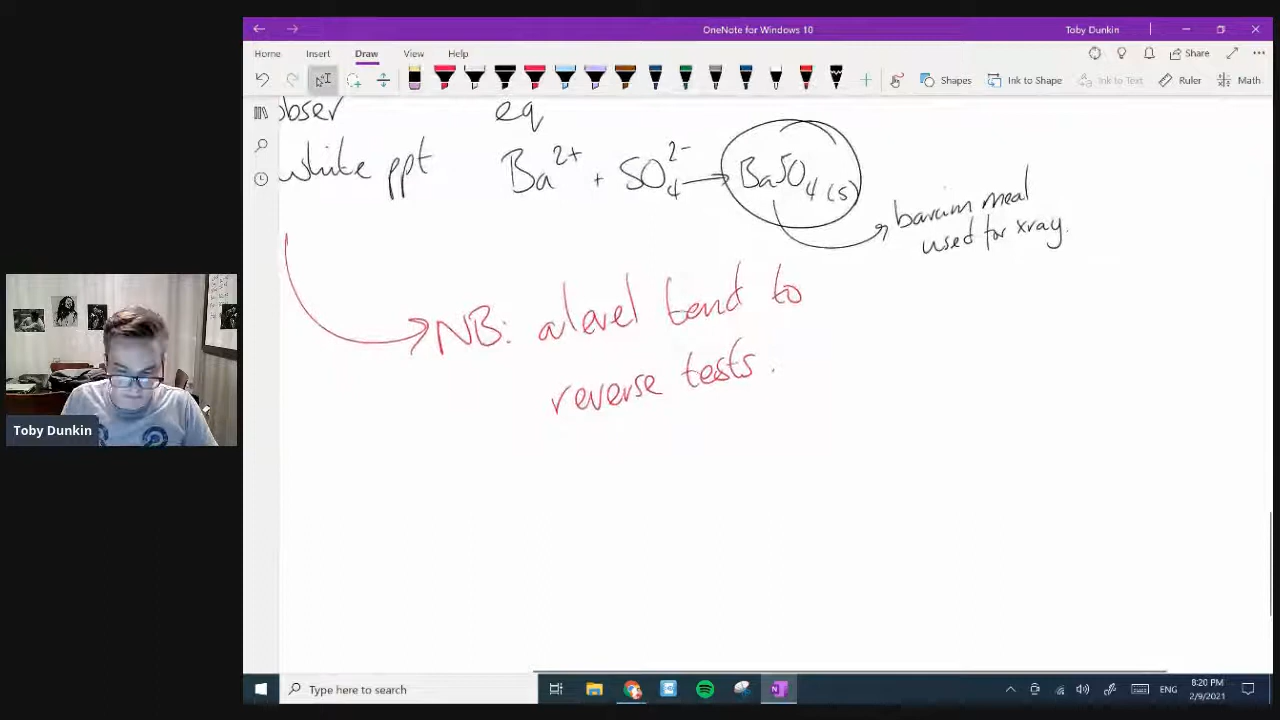 OneNote for Windows 10
Toby Dunkin
Home Insert Draw View Help
Share
Shapes Ink to Shape Ink to Text Ruler Math
obser eq
white ppt Ba²⁺ + SO₄²⁻ → BaSO₄(s)
barium meal
used for xray.
NB: alevel tend to
reverse tests.
Toby Dunkin
Type here to search
ENG
8:20 PM
2/9/2021